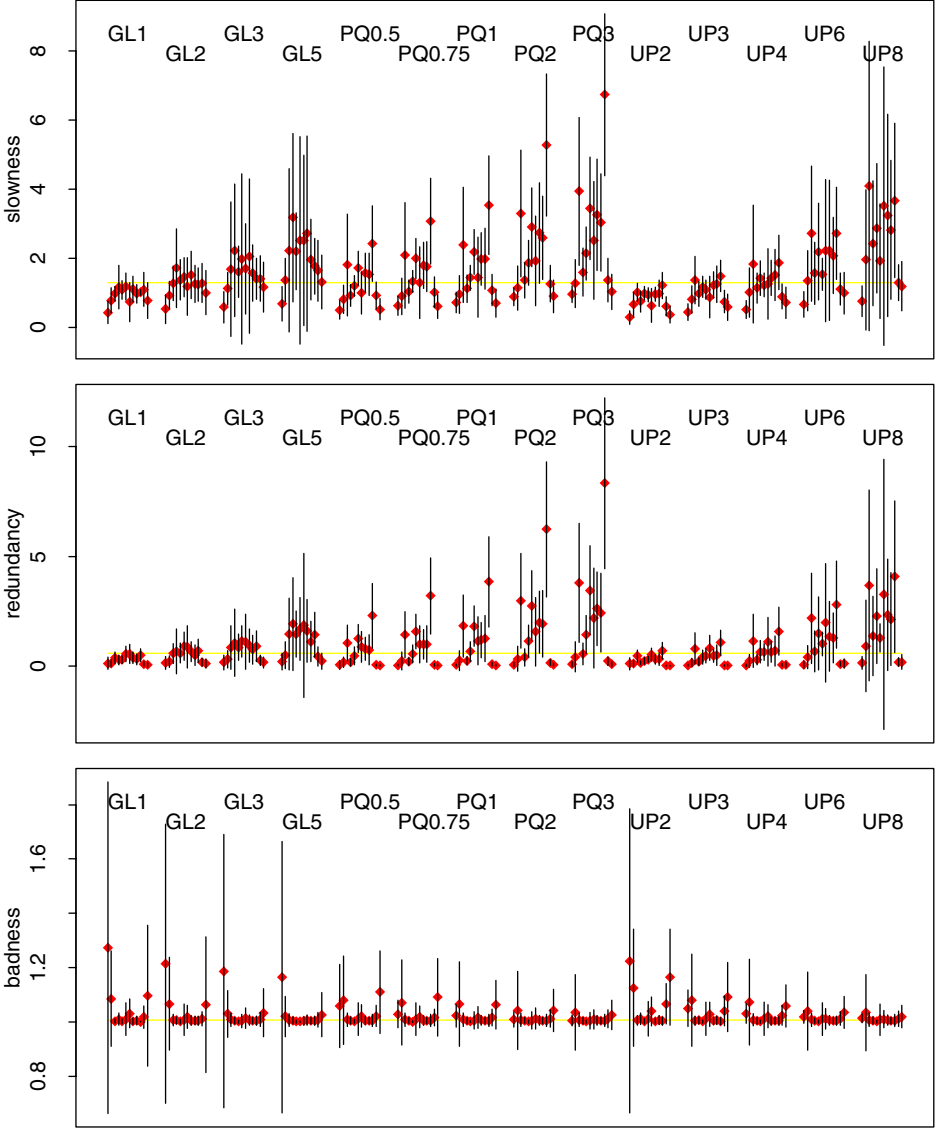 GL1 GL3 PQ0.5 PQ1 PQ3 UP3 UP6
GL2 GL5 PQ0.75 PQ2 UP2 UP4 UP8
8
6
4
2
0
slowness
GL1 GL3 PQ0.5 PQ1 PQ3 UP3 UP6
GL2 GL5 PQ0.75 PQ2 UP2 UP4 UP8
10
5
0
redundancy
GL1 GL3 PQ0.5 PQ1 PQ3 UP3 UP6
GL2 GL5 PQ0.75 PQ2 UP2 UP4 UP8
1.6
1.2
0.8
badness